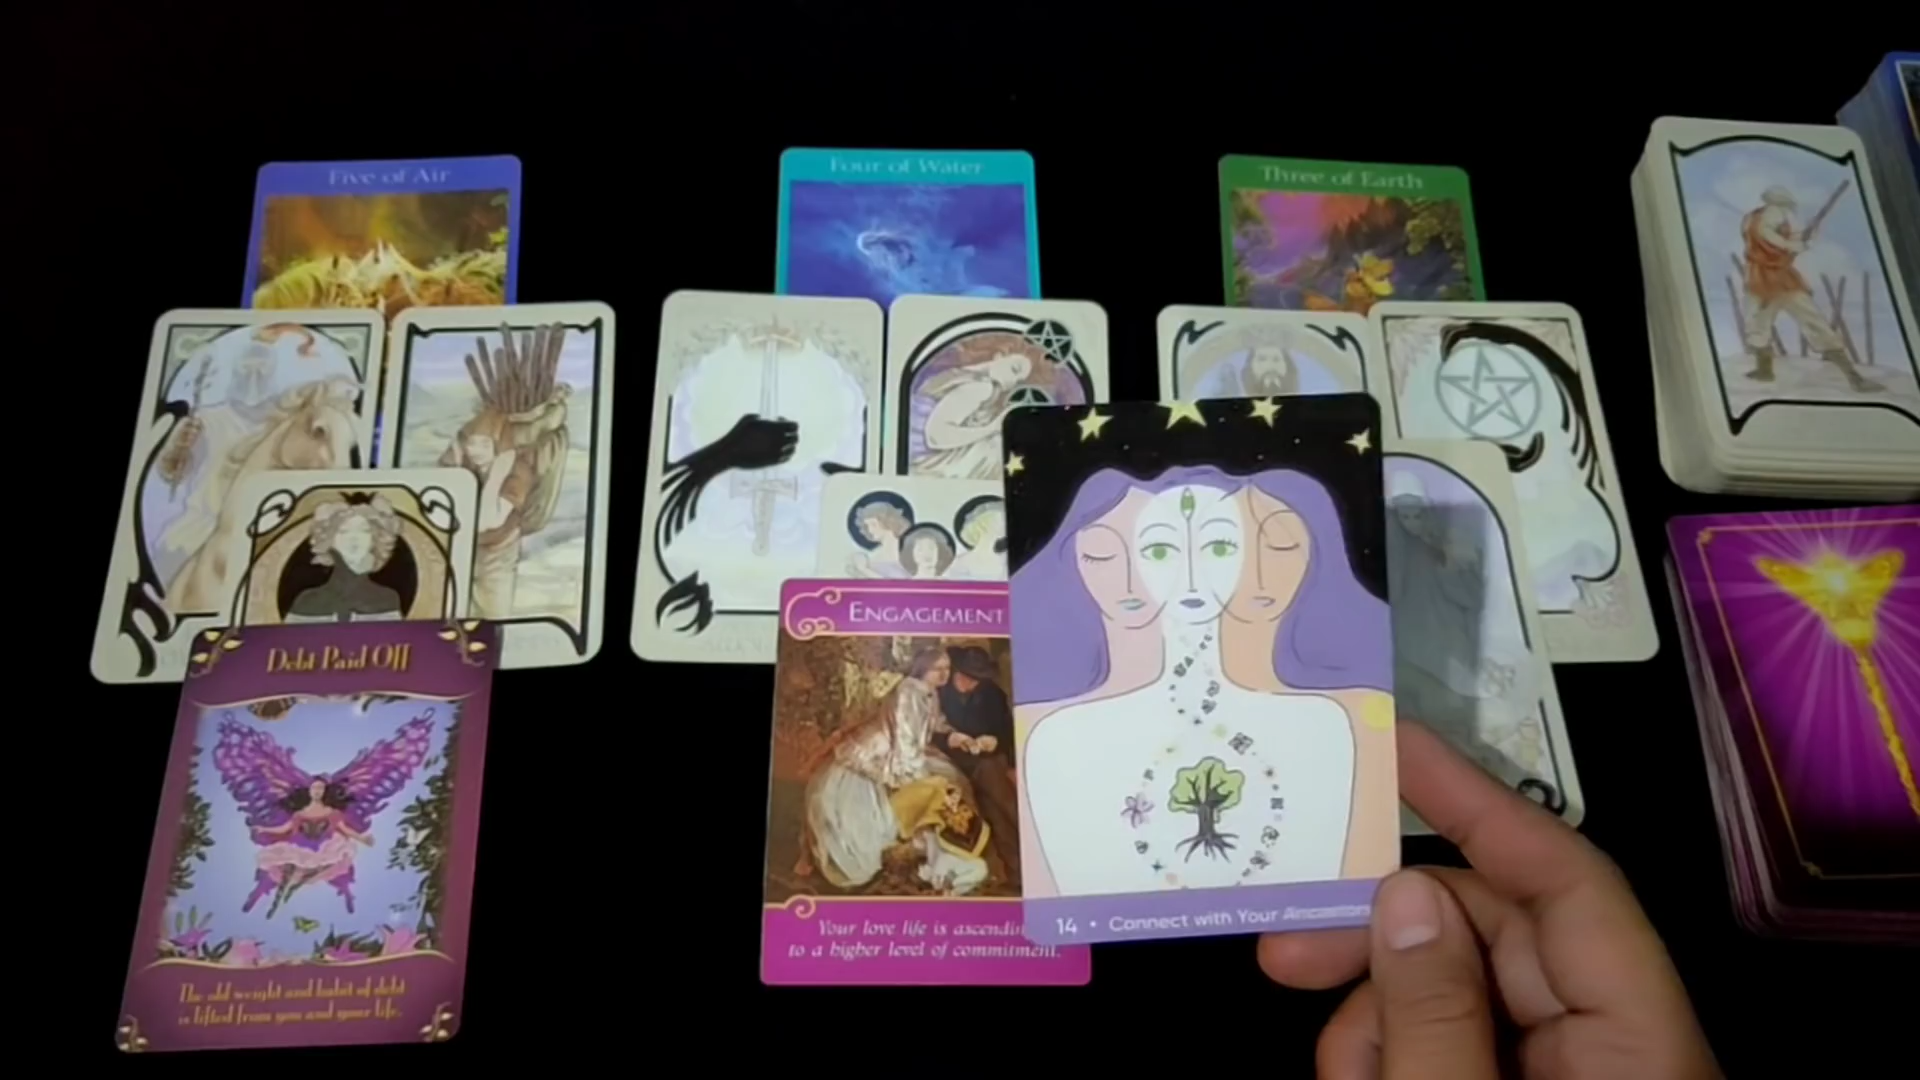 Five of Air
Four of Water
Three of Earth
ENGAGEMENT
Debt Paid Off
14 • Connect with Your Ancestors
Your love life is ascendin
to a higher level of commitment.
The old weight and habit of debt
is lifted from you and your life.